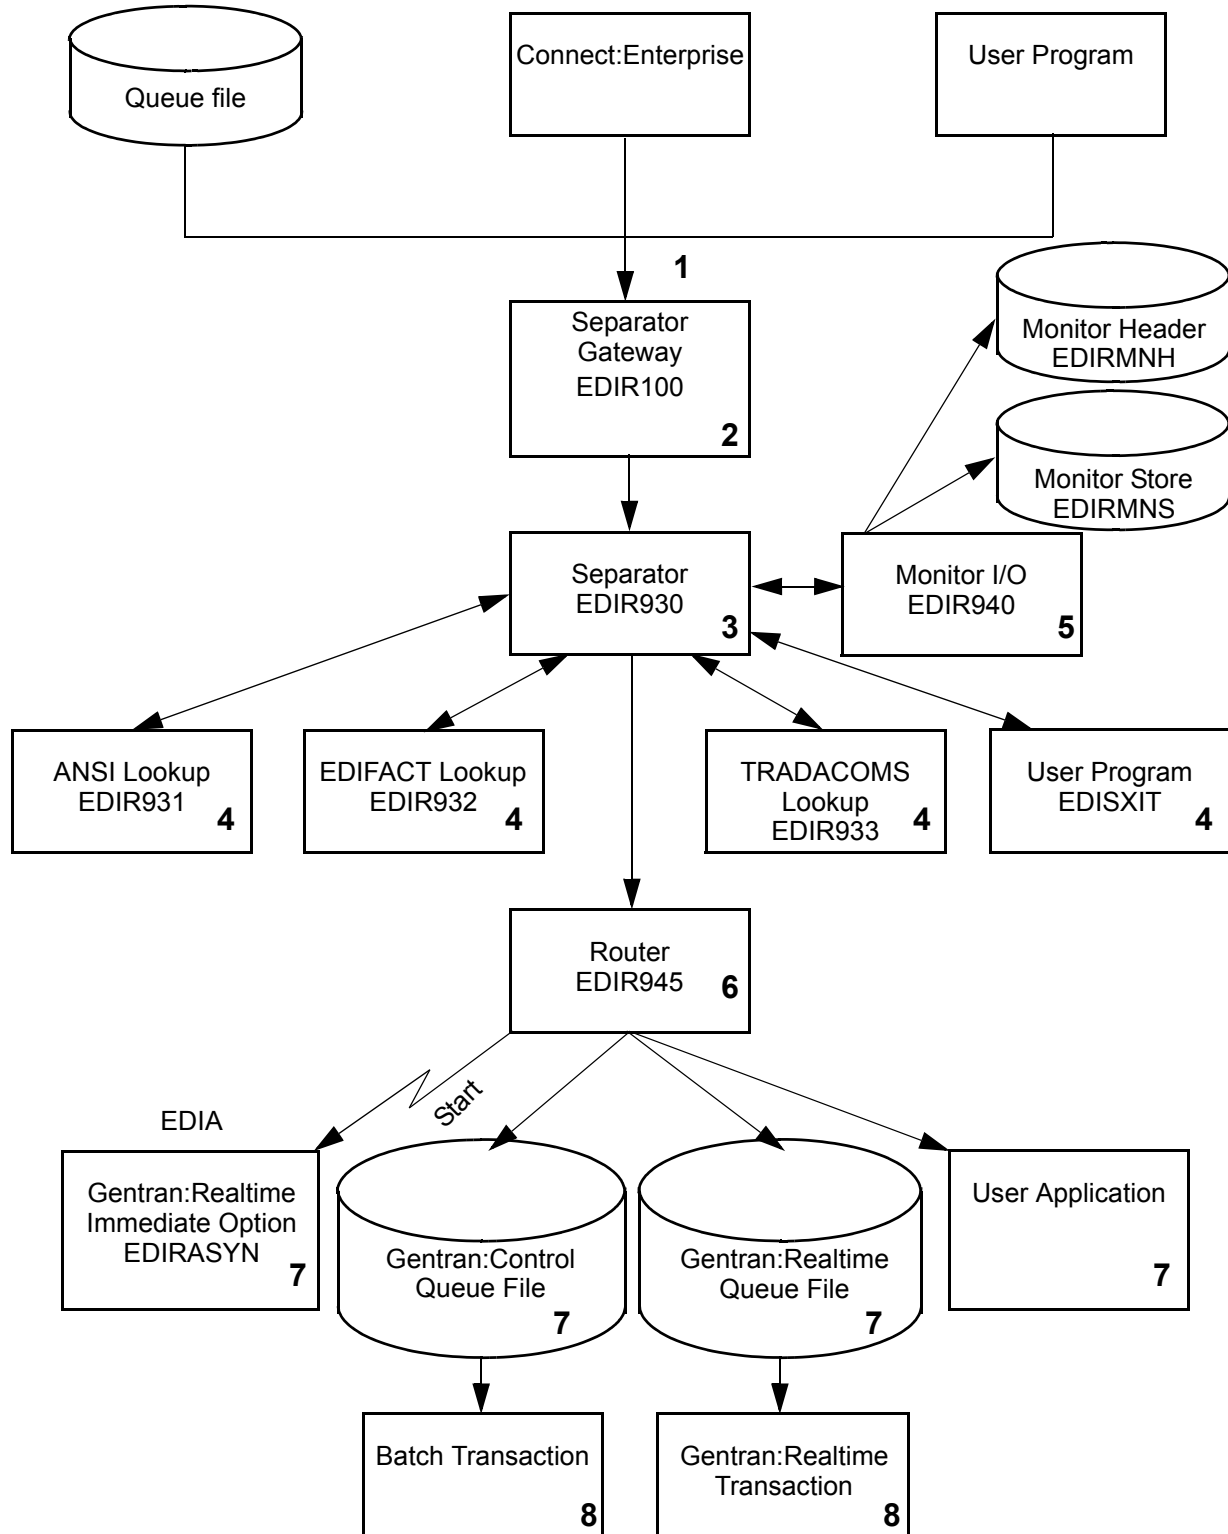 Queue file
Connect:Enterprise
User Program
1
Separator
Gateway
EDIR100
2
Monitor Header
EDIRMNH
Monitor Store
EDIRMNS
Separator
EDIR930
3
Monitor I/O
EDIR940
5
ANSI Lookup
EDIR931
4
EDIFACT Lookup
EDIR932
4
TRADACOMS
Lookup
EDIR933
4
User Program
EDISXIT
4
Router
EDIR945
6
Start
EDIA
Gentran:Realtime
Immediate Option
EDIRASYN
7
Gentran:Control
Queue File
7
Gentran:Realtime
Queue File
7
User Application
7
Batch Transaction
8
Gentran:Realtime
Transaction
8